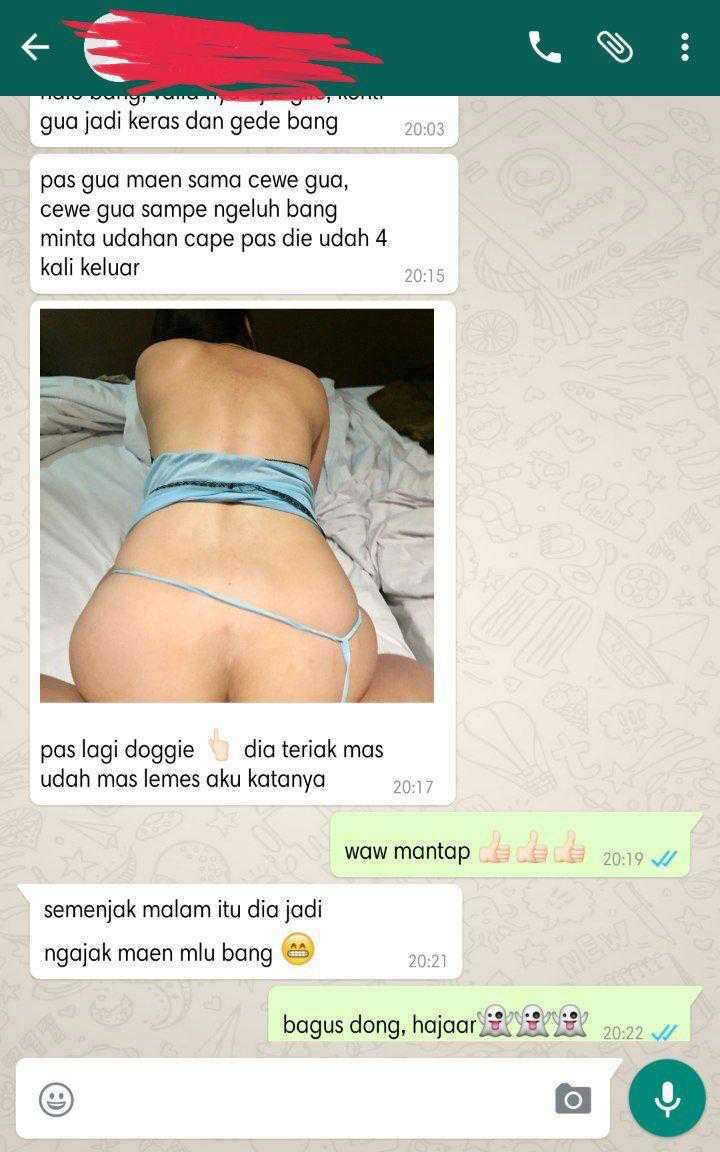 gua jadi keras dan gede bang
20:03
pas gua maen sama cewe gua,
cewe gua sampe ngeluh bang
minta udahan cape pas die udah 4
kali keluar
20:15
pas lagi doggie 👆🏻 dia teriak mas
udah mas lemes aku katanya
20:17
waw mantap 👍🏻👍🏻👍🏻
20:19
semenjak malam itu dia jadi
ngajak maen mlu bang 😁
20:21
bagus dong, hajaar👻👻👻
20:22